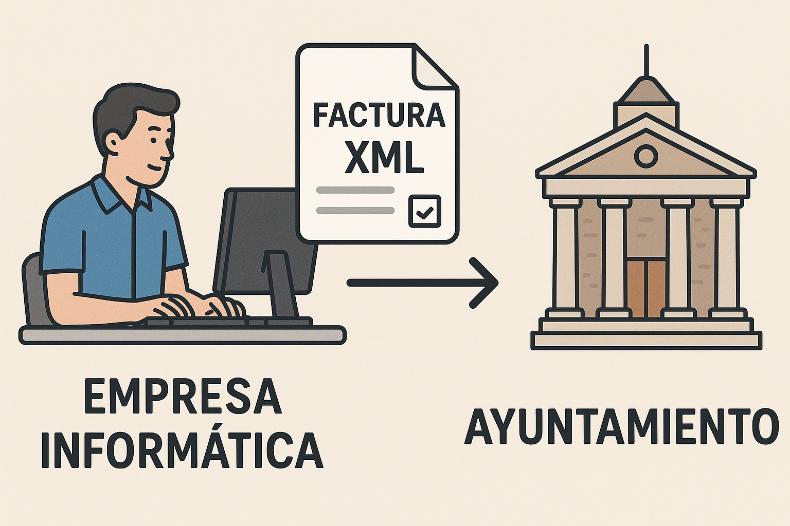 FACTURA
XML
EMPRESA
INFORMÁTICA
AYUNTAMIENTO